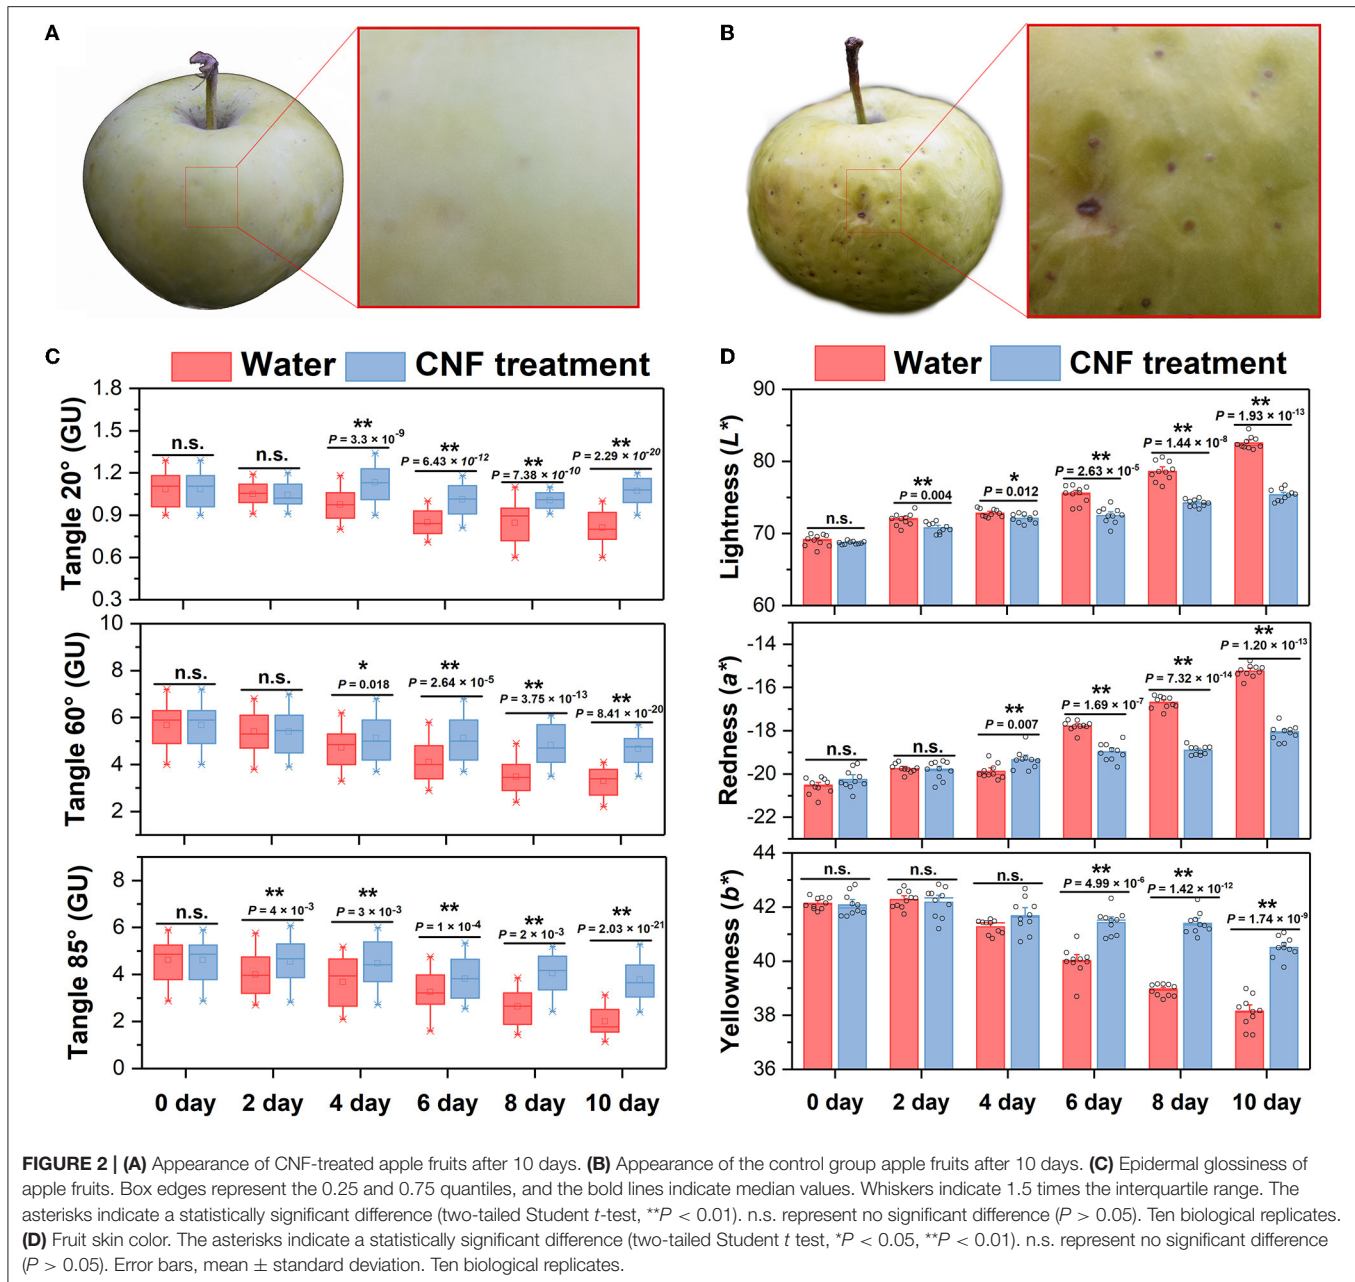 A
B
C
Water
CNF treatment
Tangle 20° (GU)
1.8
1.5
1.2
0.9
0.6
0.3
n.s.
n.s.
**
P = 3.3 × 10-9
**
P = 6.43 × 10-12
**
P = 7.38 × 10-10
**
P = 2.29 × 10-20
Tangle 60° (GU)
10
8
6
4
2
n.s.
n.s.
*
P = 0.018
**
P = 2.64 × 10-5
**
P = 3.75 × 10-13
**
P = 8.41 × 10-20
Tangle 85° (GU)
8
6
4
2
0
n.s.
**
P = 4 × 10-3
**
P = 3 × 10-3
**
P = 1 × 10-4
**
P = 2 × 10-3
**
P = 2.03 × 10-21
0 day 2 day 4 day 6 day 8 day 10 day
D
Water
CNF treatment
Lightness (L*)
90
80
70
60
n.s.
**
P = 0.004
*
P = 0.012
**
P = 2.63 × 10-5
**
P = 1.44 × 10-8
**
P = 1.93 × 10-13
Redness (a*)
-14
-16
-18
-20
-22
n.s.
n.s.
**
P = 0.007
**
P = 1.69 × 10-7
**
P = 7.32 × 10-14
**
P = 1.20 × 10-13
Yellowness (b*)
44
42
40
38
36
n.s.
n.s.
n.s.
**
P = 4.99 × 10-6
**
P = 1.42 × 10-12
**
P = 1.74 × 10-9
0 day 2 day 4 day 6 day 8 day 10 day
FIGURE 2 | (A) Appearance of CNF-treated apple fruits after 10 days. (B) Appearance of the control group apple fruits after 10 days. (C) Epidermal glossiness of
apple fruits. Box edges represent the 0.25 and 0.75 quantiles, and the bold lines indicate median values. Whiskers indicate 1.5 times the interquartile range. The
asterisks indicate a statistically significant difference (two-tailed Student t-test, **P < 0.01). n.s. represent no significant difference (P > 0.05). Ten biological replicates.
(D) Fruit skin color. The asterisks indicate a statistically significant difference (two-tailed Student t test, *P < 0.05, **P < 0.01). n.s. represent no significant difference
(P > 0.05). Error bars, mean ± standard deviation. Ten biological replicates.